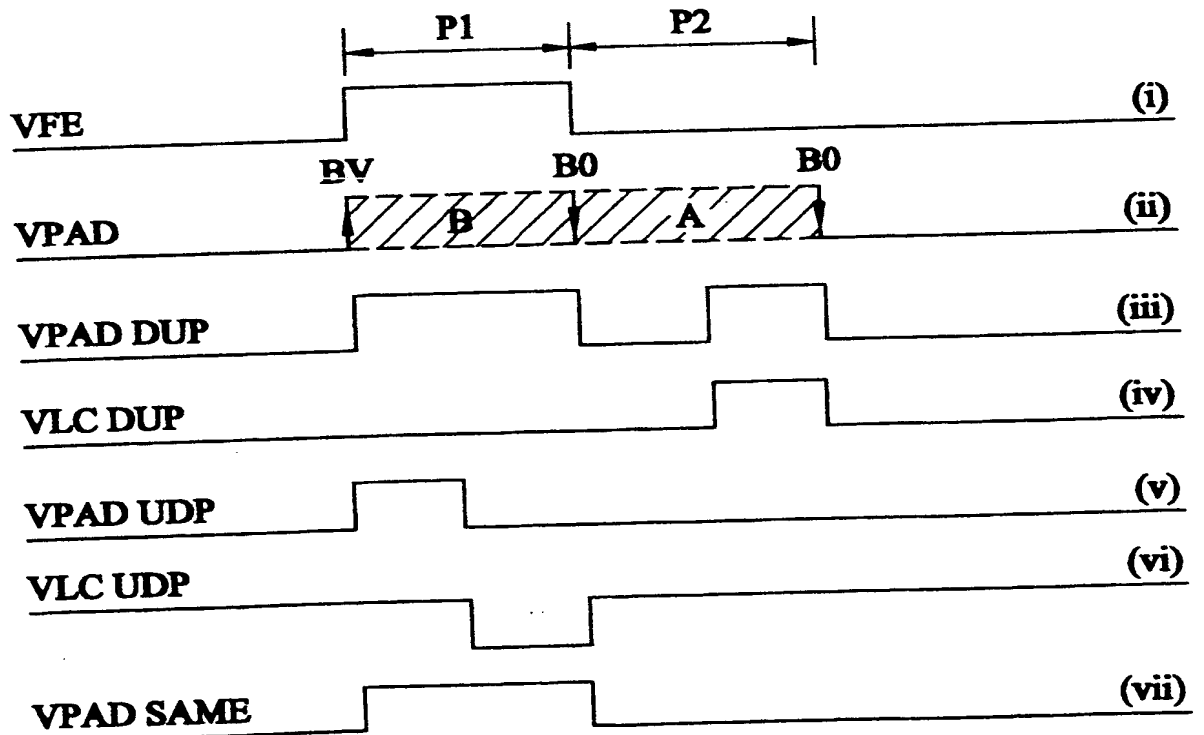 P1 P2
VFE (i)
BV B0 B0
VPAD B A (ii)
VPAD DUP (iii)
VLC DUP (iv)
VPAD UDP (v)
VLC UDP (vi)
VPAD SAME (vii)